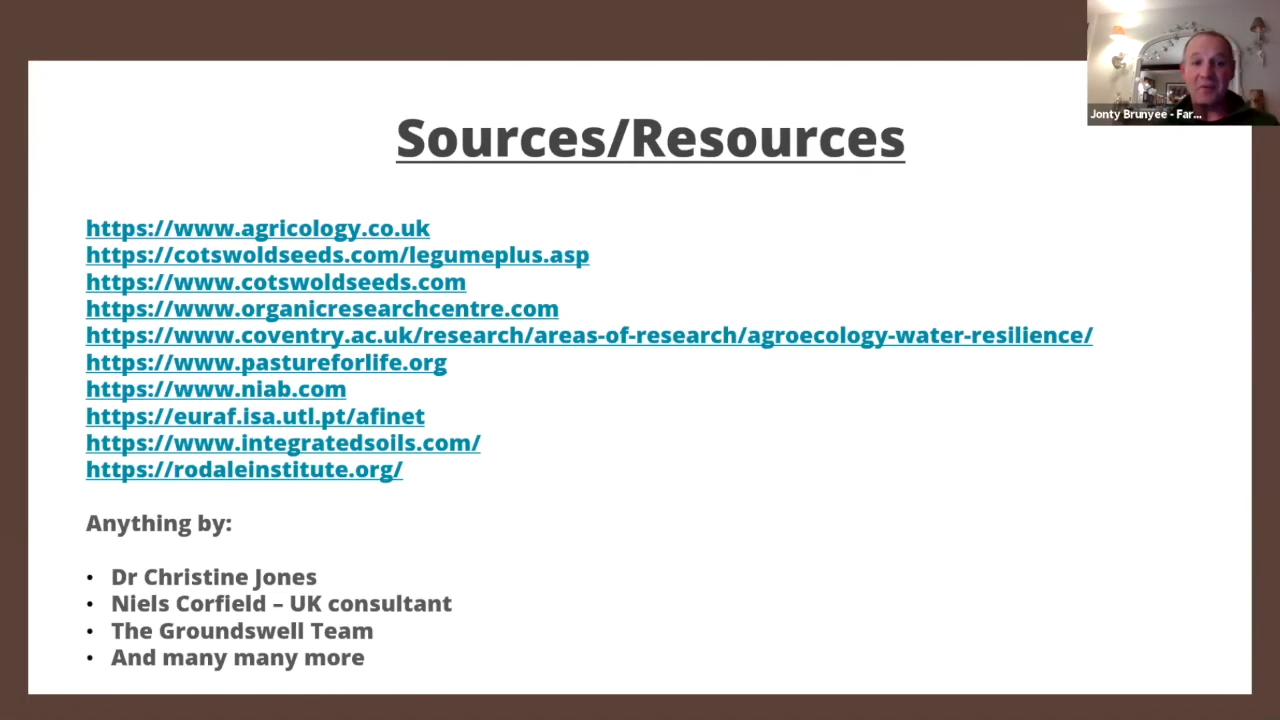 Jonty Brunyee - Far...
Sources/Resources
https://www.agricology.co.uk
https://cotswoldseeds.com/legumeplus.asp
https://www.cotswoldseeds.com
https://www.organicresearchcentre.com
https://www.coventry.ac.uk/research/areas-of-research/agroecology-water-resilience/
https://www.pastureforlife.org
https://www.niab.com
https://euraf.isa.utl.pt/afinet
https://www.integratedsoils.com/
https://rodaleinstitute.org/
Anything by:
• Dr Christine Jones
• Niels Corfield – UK consultant
• The Groundswell Team
• And many many more